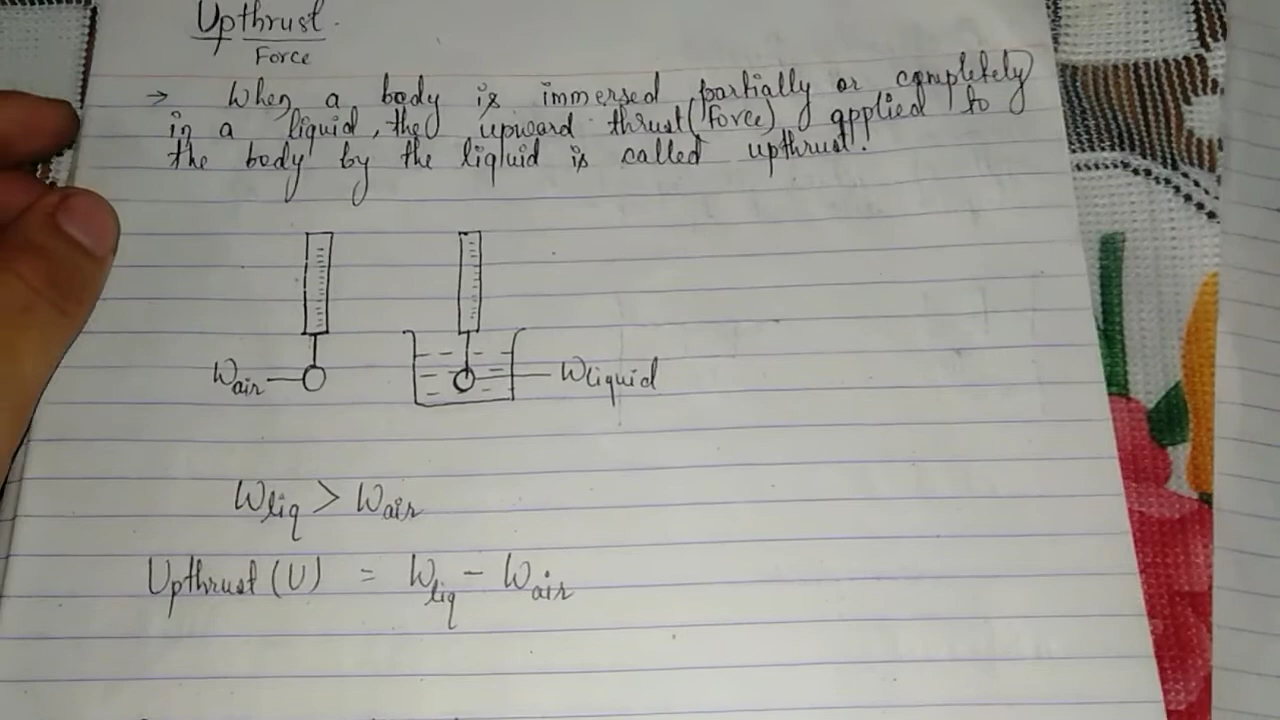 Upthrust.
Force
→ When a body is immersed partially or completely
in a liquid, the upward thrust (Force) applied to
the body by the liqiuid is called upthrust.
Wair
Wliquid
Wliq > Wair
Upthrust (U) = Wliq - Wair